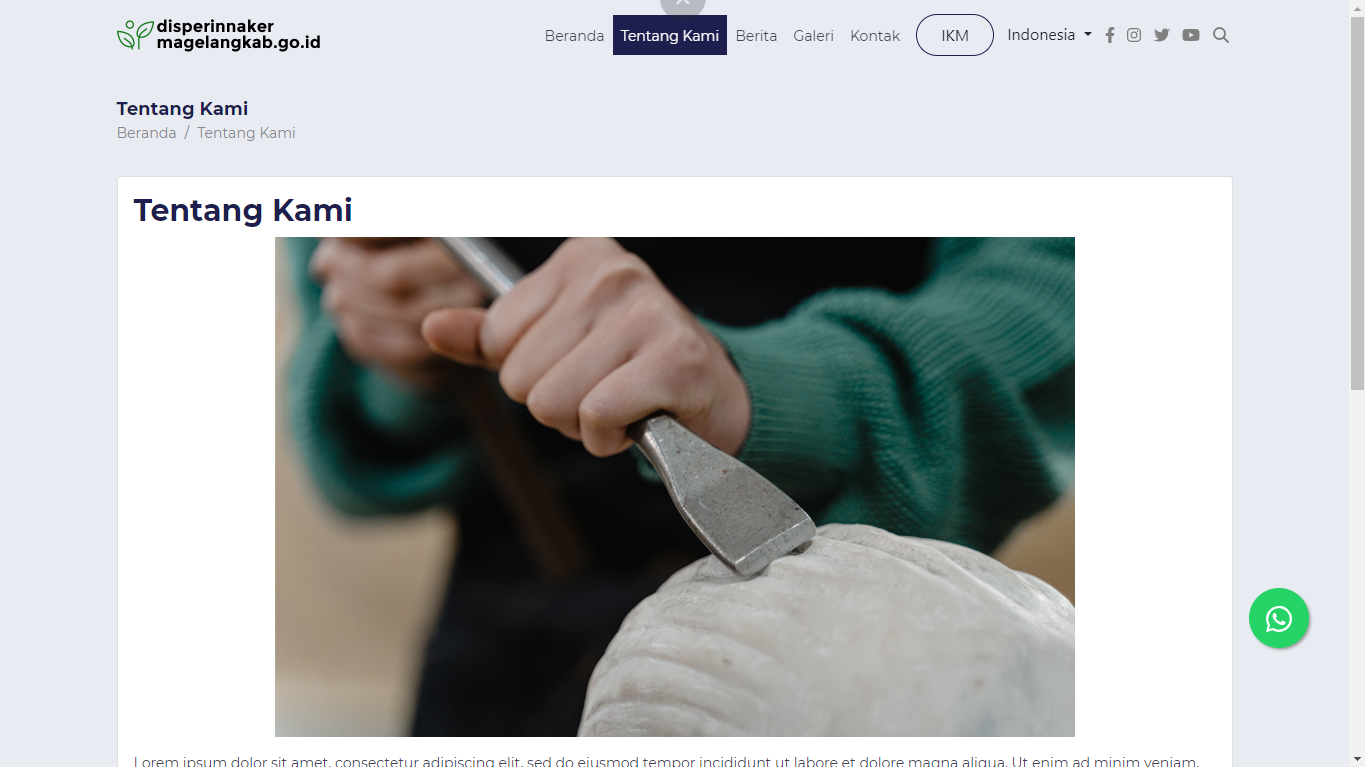 disperinnaker
magelangkab.go.id
Beranda Tentang Kami Berita Galeri Kontak IKM Indonesia
Tentang Kami
Beranda / Tentang Kami
Tentang Kami
Lorem ipsum dolor sit amet, consectetur adipiscing elit, sed do eiusmod tempor incididunt ut labore et dolore magna aliqua. Ut enim ad minim veniam,